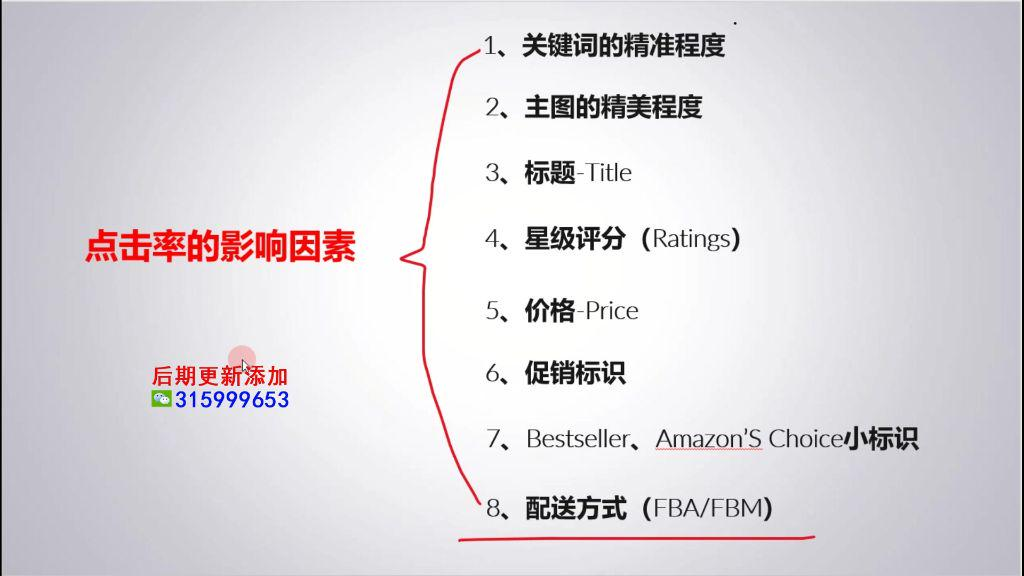 点击率的影响因素
后期更新添加
315999653
1、关键词的精准程度
2、主图的精美程度
3、标题-Title
4、星级评分（Ratings）
5、价格-Price
6、促销标识
7、Bestseller、Amazon’S Choice小标识
8、配送方式（FBA/FBM）